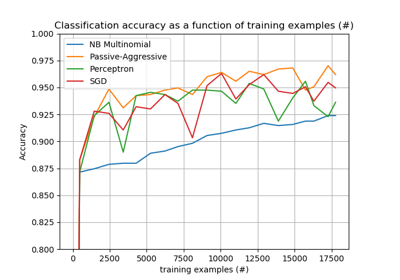 Classification accuracy as a function of training examples (#)
1.000
0.975
0.950
0.925
0.900
0.875
0.850
0.825
0.800
Accuracy
NB Multinomial
Passive-Aggressive
Perceptron
SGD
0 2500 5000 7500 10000 12500 15000 17500
training examples (#)